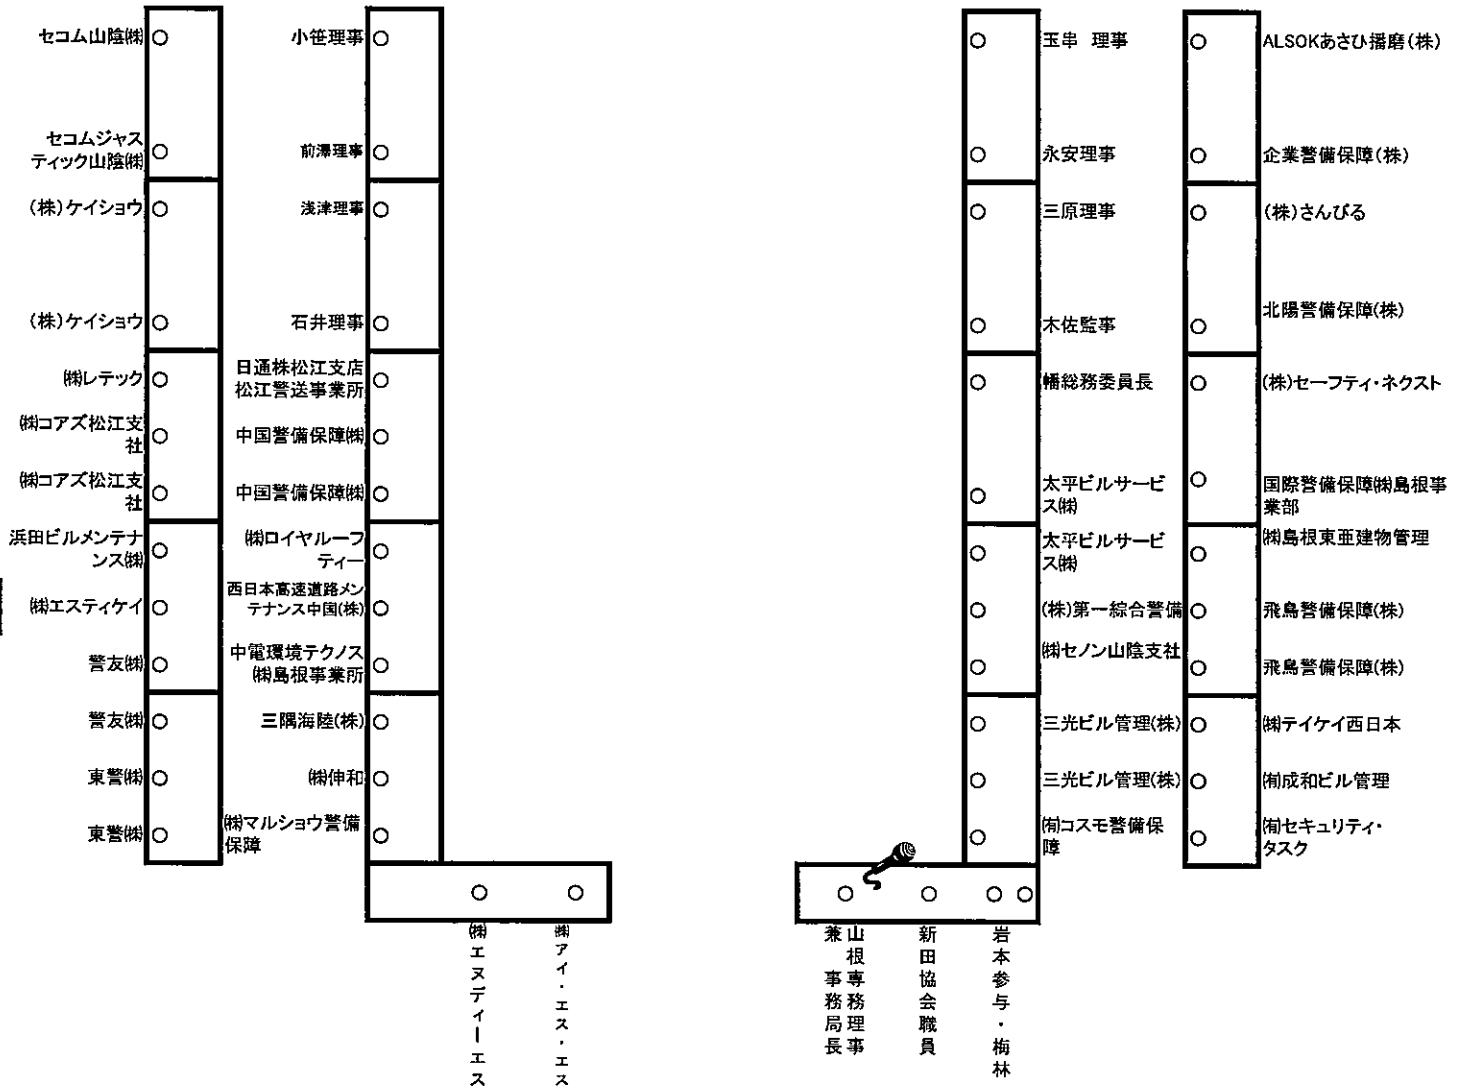 セコム山陰㈱
セコムジャス
ティック山陰㈱
(株)ケイショウ
(株)ケイショウ
㈱レテック
㈱コアズ松江支
社
㈱コアズ松江支
社
浜田ビルメンテナ
ンス㈱
㈱エスティケイ
警友㈱
警友㈱
東警㈱
東警㈱
小笹理事
前澤理事
浅津理事
石井理事
日通株松江支店
松江警送事業所
中国警備保障㈱
中国警備保障㈱
㈱ロイヤルーフ
ティー
西日本高速道路メン
テナンス中国(株)
中電環境テクノス
㈱島根事業所
三隅海陸(株)
㈱伸和
㈱マルショウ警備
保障
㈱エヌディーエス
㈱アイ・エス・エス
玉串 理事
永安理事
三原理事
木佐監事
幡総務委員長
太平ビルサービ
ス㈱
太平ビルサービ
ス㈱
(株)第一綜合警備
㈱セノン山陰支社
三光ビル管理(株)
三光ビル管理(株)
㈲コスモ警備保
障
ALSOKあさひ播磨(株)
企業警備保障(株)
(株)さんびる
北陽警備保障(株)
(株)セーフティ・ネクスト
国際警備保障㈱島根事
業部
㈱島根東亜建物管理
飛鳥警備保障(株)
飛鳥警備保障(株)
㈱テイケイ西日本
㈲成和ビル管理
㈲セキュリティ・
タスク
山根専務理事
兼 事務局長
新田協会職員
岩本参与・梅林